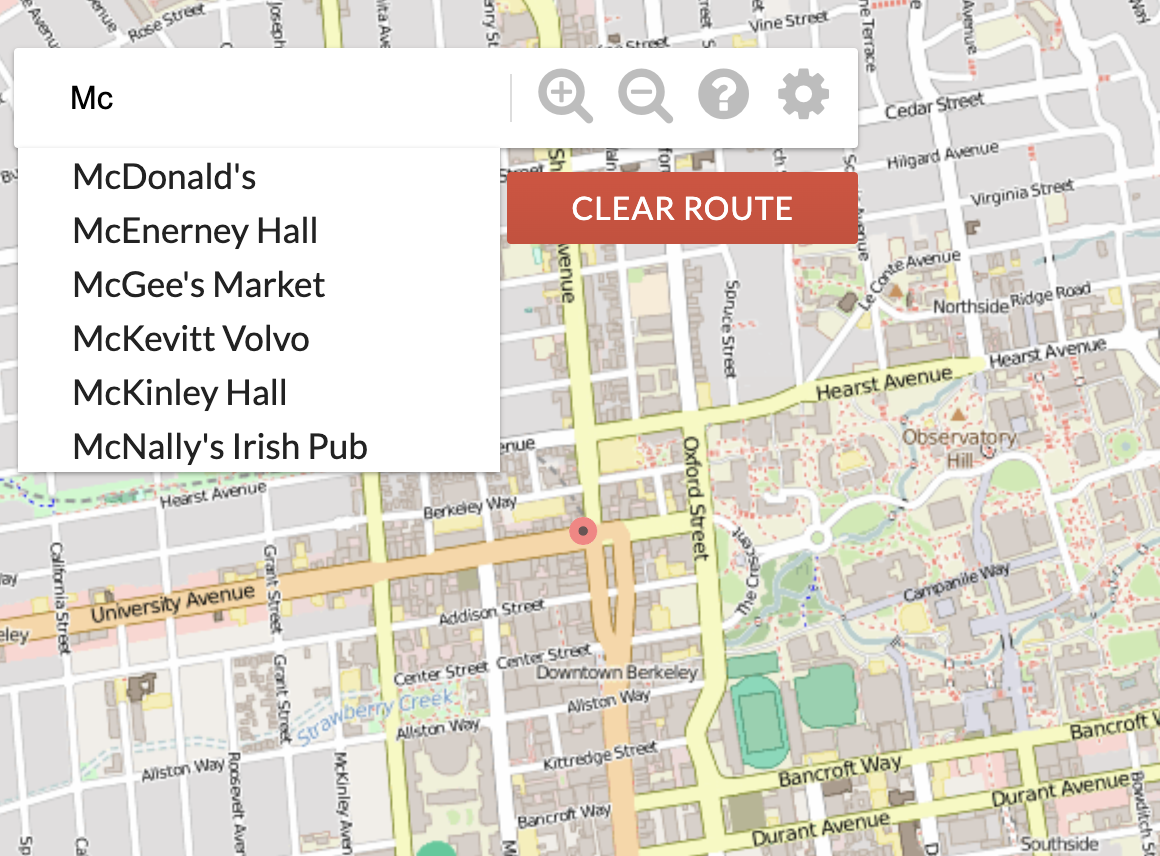 Rose Street
Vine Street
Mc
Cedar Street
Hilgard Avenue
Virginia Street
McDonald's
McEnerney Hall
McGee's Market
McKevitt Volvo
McKinley Hall
McNally's Irish Pub
CLEAR ROUTE
Le Conte Avenue
Northside
Ridge Road
Spruce Street
Hearst Avenue
Hearst Avenue
Observatory
Hill
Oxford Street
Hearst Avenue
Berkeley Way
The Crescent
Campanile Way
California Street
Grant Street
University Avenue
Addison Street
Center Street
Center Street
Downtown Berkeley
Grant Street
Strawberry Creek
Allston Way
Allston Way
Allston Way
Kittredge Street
Roosevelt Aven
McKinley Aven
Bancroft Way
Bancroft W
Bancroft Way
Durant Avenue
Durant Avenue
Bowditch St
Southside